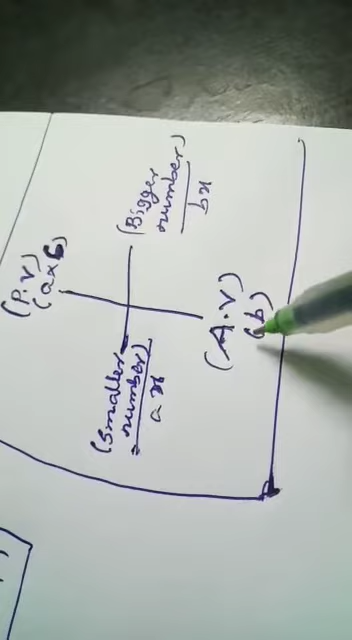 (P.V)
(a×b)
(Smaller
number)
ax
(Bigger
number)
bx
(A.V)
(b)